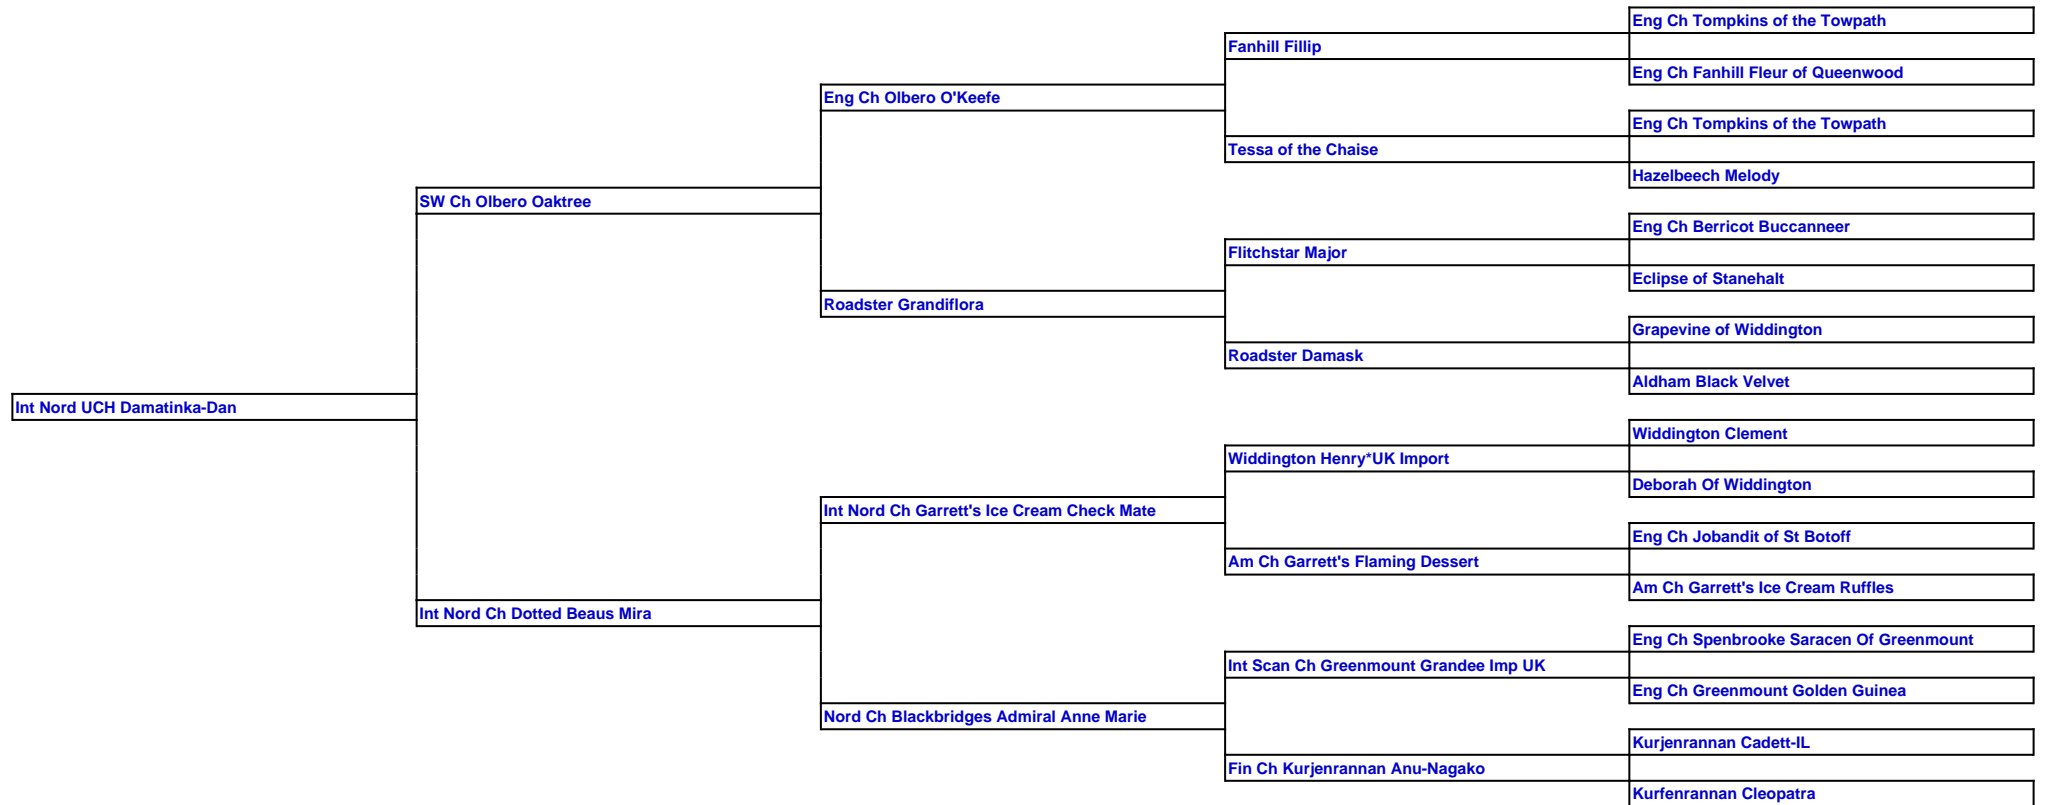 Eng Ch Tompkins of the Towpath
Fanhill Fillip
Eng Ch Fanhill Fleur of Queenwood
Eng Ch Olbero O'Keefe
Eng Ch Tompkins of the Towpath
Tessa of the Chaise
Hazelbeech Melody
SW Ch Olbero Oaktree
Eng Ch Berricot Buccanneer
Flitchstar Major
Eclipse of Stanehalt
Roadster Grandiflora
Grapevine of Widdington
Roadster Damask
Aldham Black Velvet
Int Nord UCH Damatinka-Dan
Widdington Clement
Widdington Henry*UK Import
Deborah Of Widdington
Int Nord Ch Garrett's Ice Cream Check Mate
Eng Ch Jobandit of St Botoff
Am Ch Garrett's Flaming Dessert
Am Ch Garrett's Ice Cream Ruffles
Int Nord Ch Dotted Beaus Mira
Eng Ch Spenbrooke Saracen Of Greenmount
Int Scan Ch Greenmount Grandee Imp UK
Eng Ch Greenmount Golden Guinea
Nord Ch Blackbridges Admiral Anne Marie
Kurjenrannan Cadett-IL
Fin Ch Kurjenrannan Anu-Nagako
Kurfenrannan Cleopatra